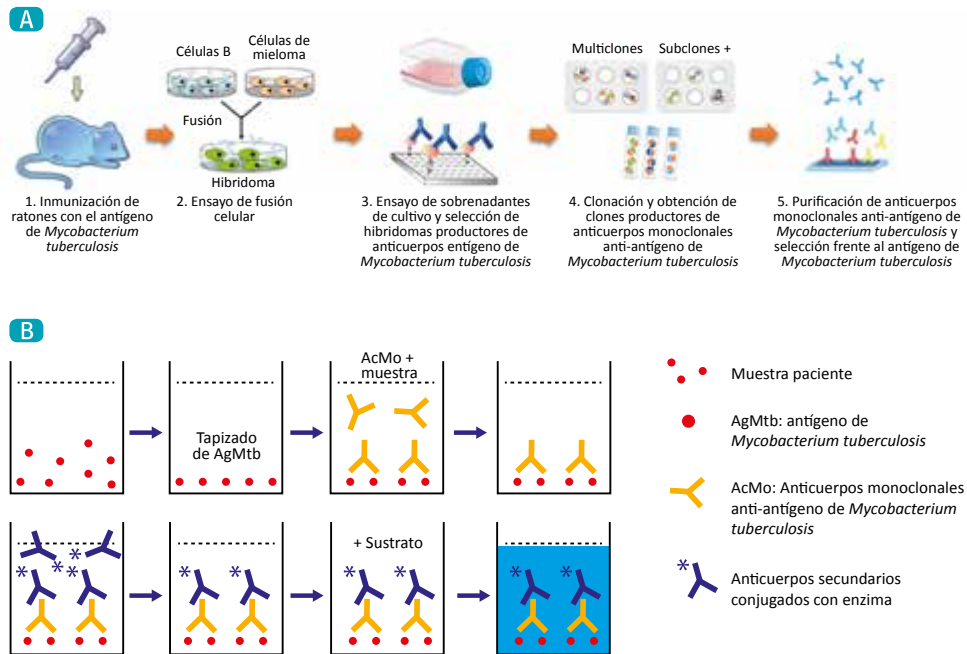 A
Células B
Células de
mieloma
Fusión
Hibridoma
Multiclones
Subclones +
1. Inmunización de
ratones con el antígeno
de Mycobacterium
tuberculosis
2. Ensayo de fusión
celular
3. Ensayo de sobrenadantes
de cultivo y selección de
hibridomas productores de
anticuerpos entígeno de
Mycobacterium tuberculosis
4. Clonación y obtención de
clones productores de
anticuerpos monoclonales
anti-antígeno de
Mycobacterium tuberculosis
5. Purificación de anticuerpos
monoclonales anti-antígeno de
Mycobacterium tuberculosis y
selección frente al antígeno de
Mycobacterium tuberculosis
B
Tapizado
de AgMtb
AcMo +
muestra
+ Sustrato
Muestra paciente
AgMtb: antígeno de
Mycobacterium tuberculosis
AcMo: Anticuerpos monoclonales
anti-antígeno de Mycobacterium
tuberculosis
Anticuerpos secundarios
conjugados con enzima